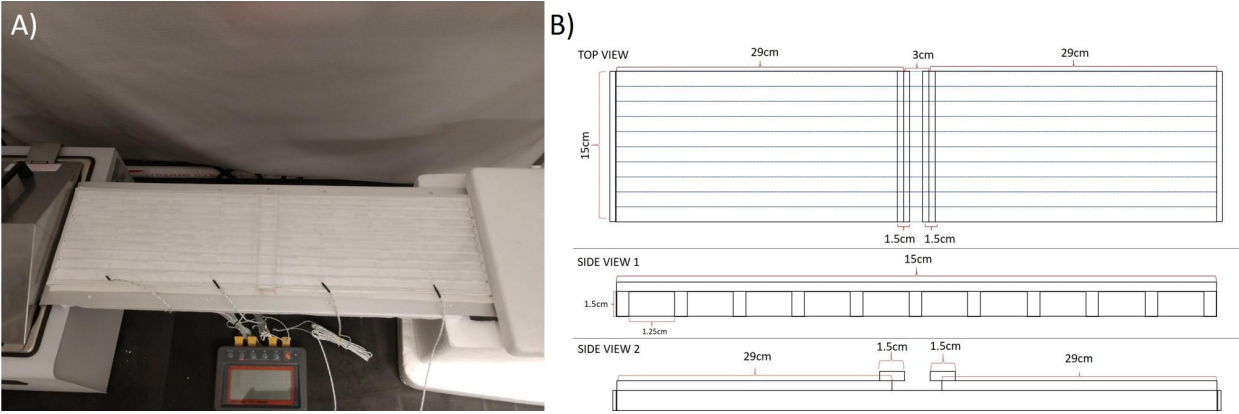 A)
B)
TOP VIEW
29cm
3cm
29cm
15cm
1.5cm
1.5cm
SIDE VIEW 1
15cm
1.5cm
1.25cm
SIDE VIEW 2
29cm
1.5cm
1.5cm
29cm